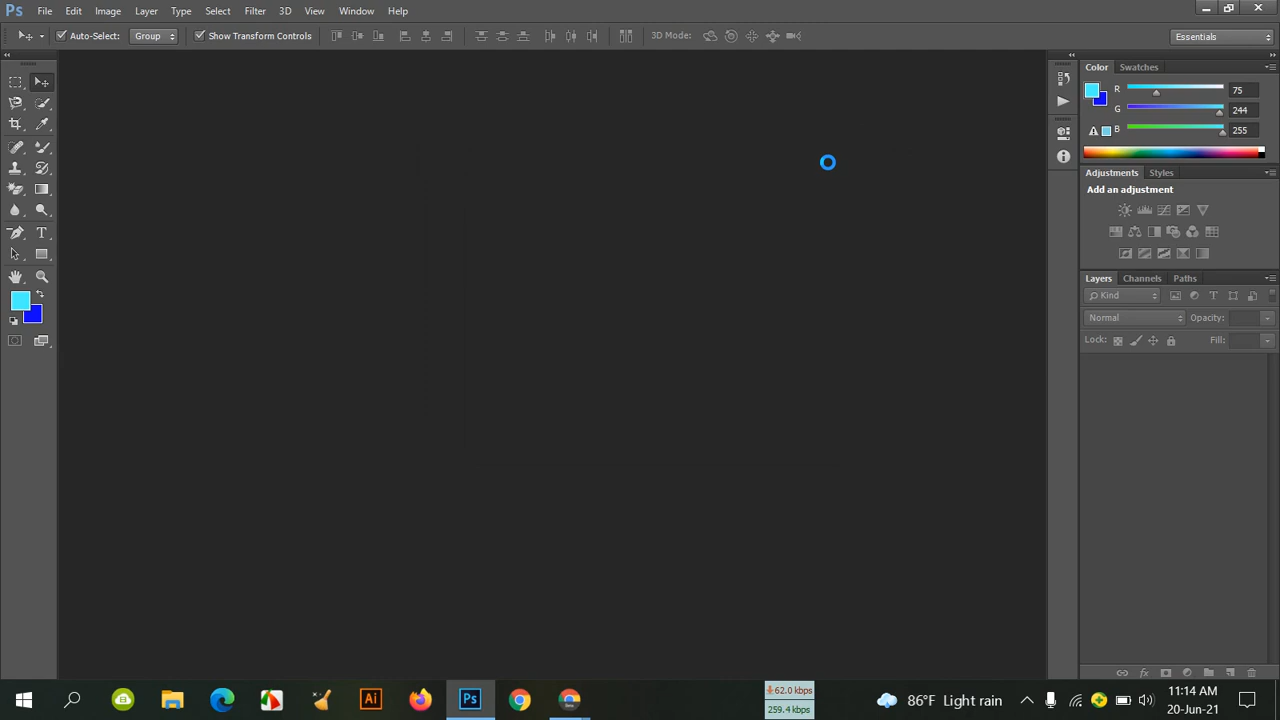 Ps File Edit Image Layer Type Select Filter 3D View Window Help
Auto-Select: Group Show Transform Controls 3D Mode: Essentials
Color Swatches
R 75
G 244
B 255
Adjustments Styles
Add an adjustment
Layers Channels Paths
Kind
Normal Opacity:
Lock: Fill:
T
Ai Ps 62.0 kbps
259.4 kbps
86°F Light rain
11:14 AM
20-Jun-21